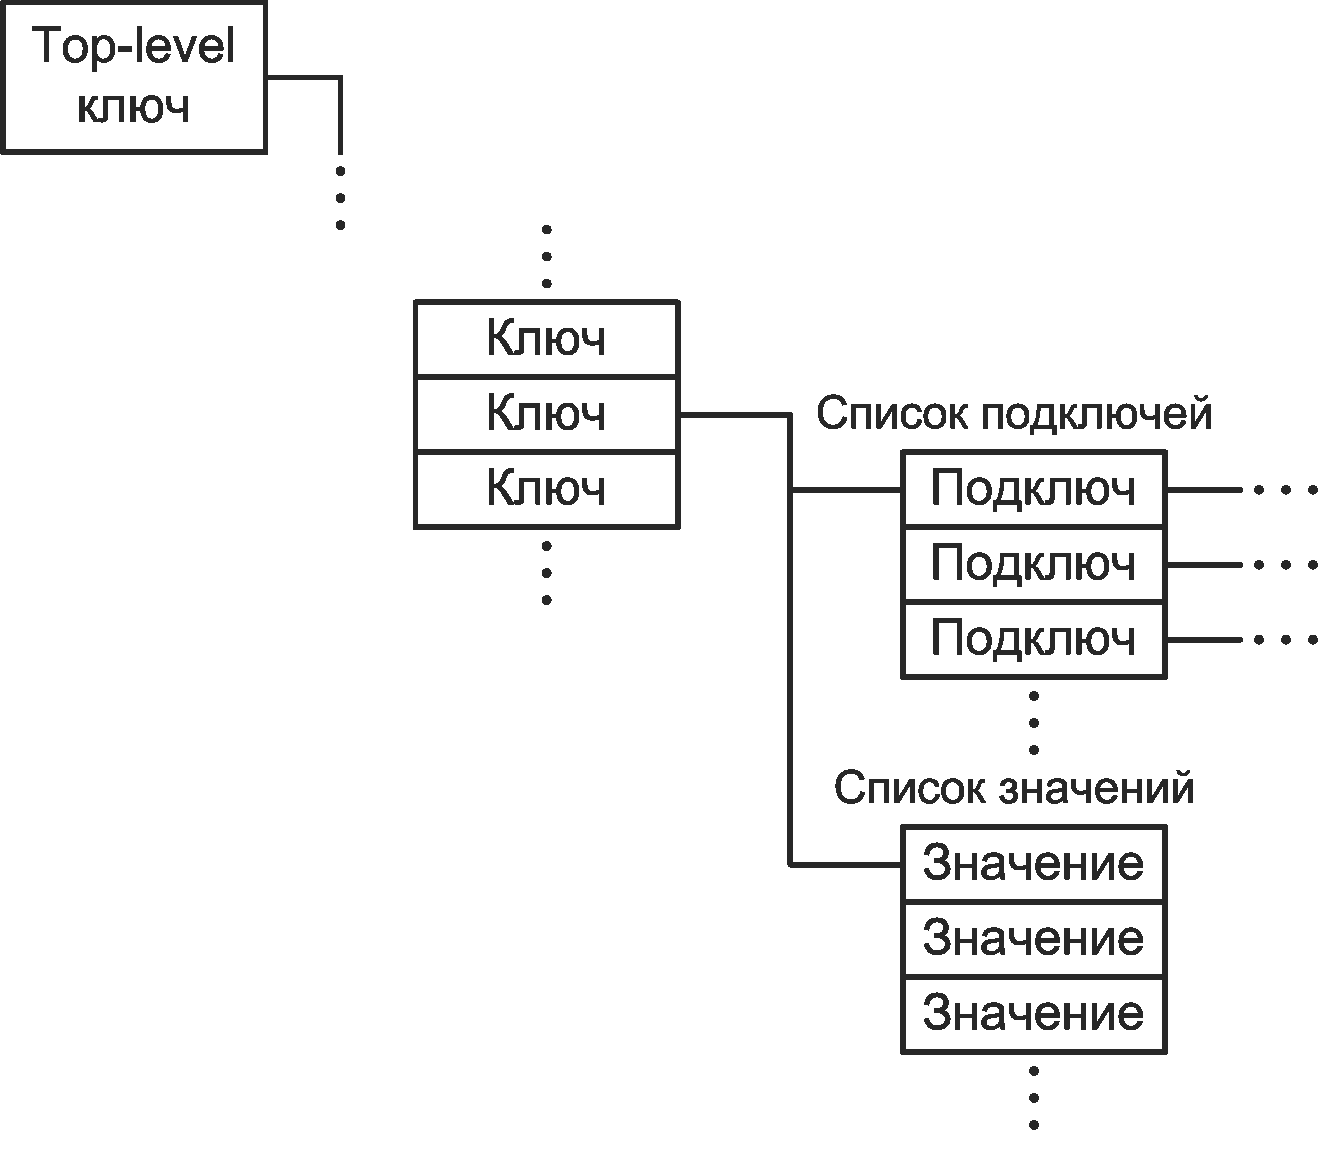 Top-level
ключ
Ключ
Ключ
Ключ
Список подключей
Подключ
Подключ
Подключ
Список значений
Значение
Значение
Значение